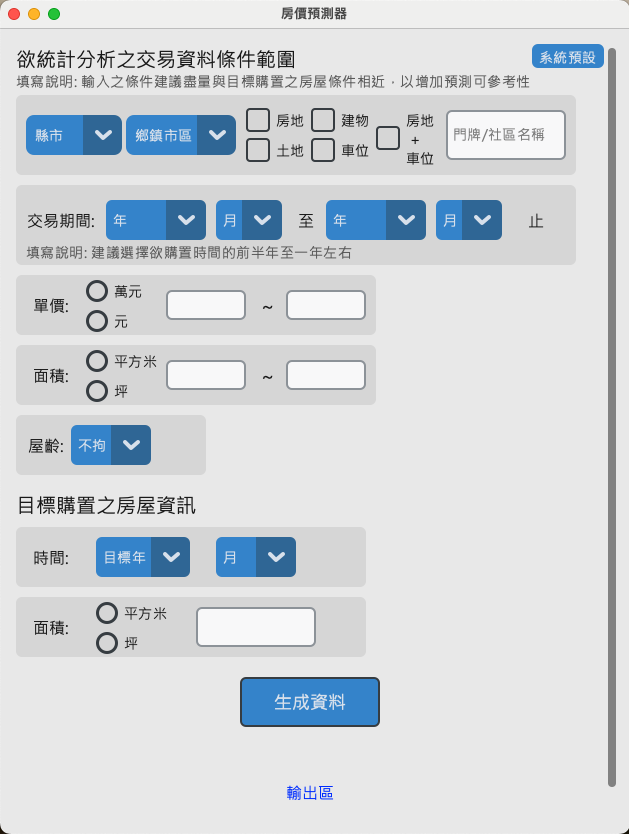 房價預測器
欲統計分析之交易資料條件範圍
系統預設
填寫說明: 輸入之條件建議盡量與目標購置之房屋條件相近，以增加預測可參考性
縣市
鄉鎮市區
房地
建物
土地
車位
房地
+
車位
門牌/社區名稱
交易期間: 年 月 至 年 月 止
填寫說明: 建議選擇欲購置時間的前半年至一年左右
單價:
萬元
元
~
面積:
平方米
坪
~
屋齡: 不拘
目標購置之房屋資訊
時間: 目標年 月
面積:
平方米
坪
生成資料
輸出區